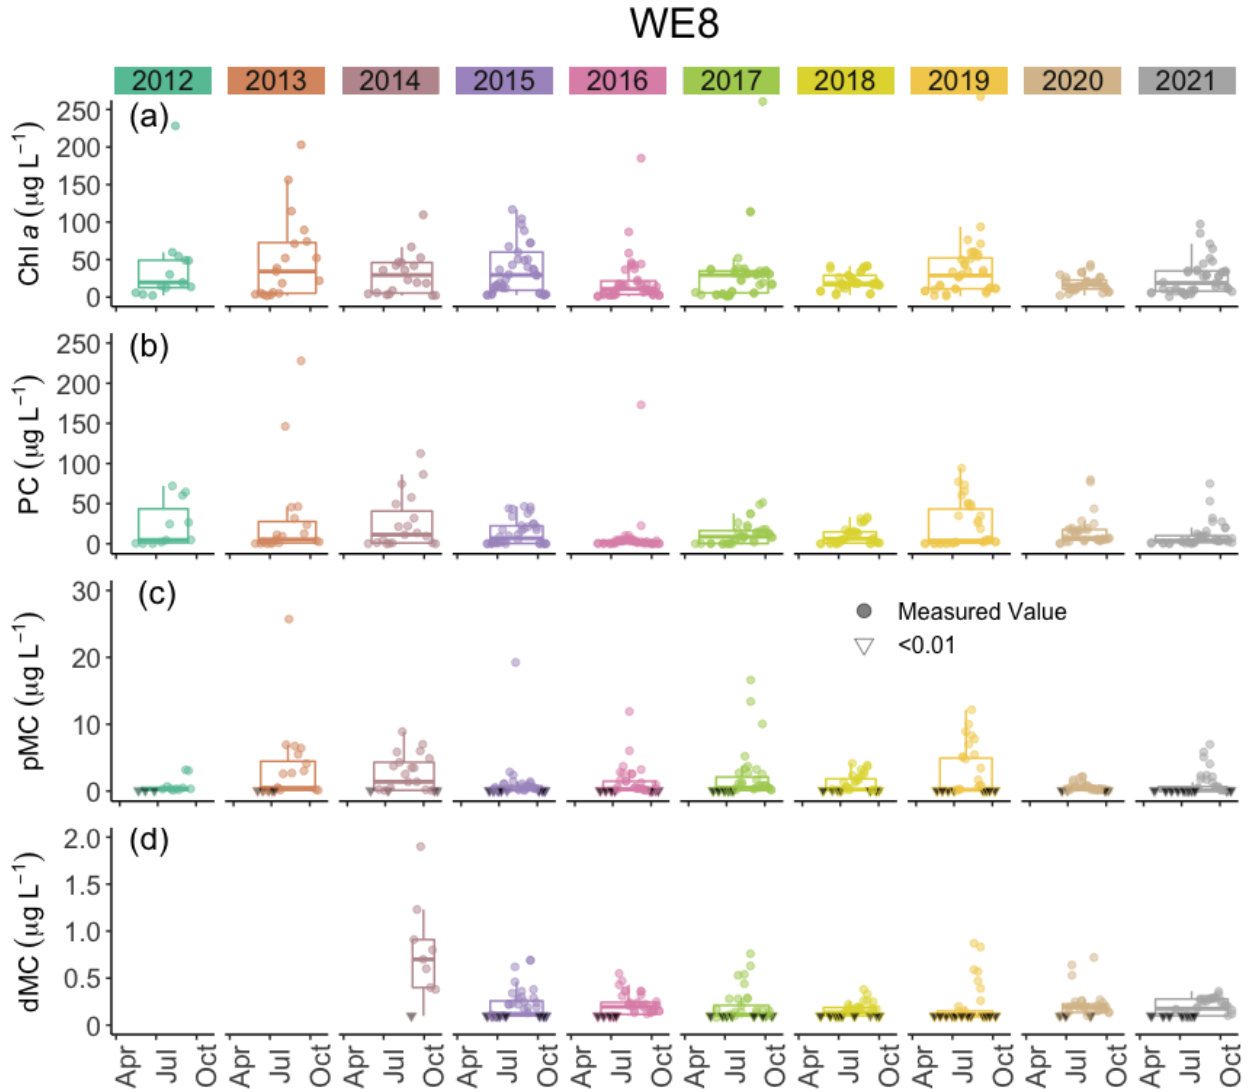 WE8
2012 2013 2014 2015 2016 2017 2018 2019 2020 2021
(a)
Chl a (μg L⁻¹)
250
200
150
100
50
0
(b)
PC (μg L⁻¹)
250
200
150
100
50
0
(c)
pMC (μg L⁻¹)
30
20
10
0
Measured Value
<0.01
(d)
dMC (μg L⁻¹)
2.0
1.5
1.0
0.5
0
Apr Jul Oct Apr Jul Oct Apr Jul Oct Apr Jul Oct Apr Jul Oct Apr Jul Oct Apr Jul Oct Apr Jul Oct Apr Jul Oct Apr Jul Oct